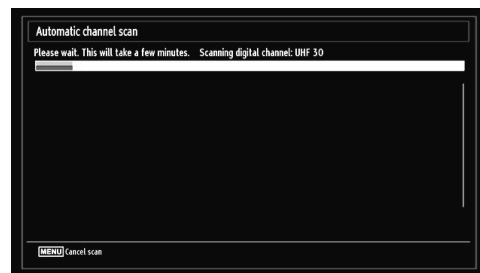 Automatic channel scan
Please wait. This will take a few minutes. Scanning digital channel: UHF 30
MENU Cancel scan